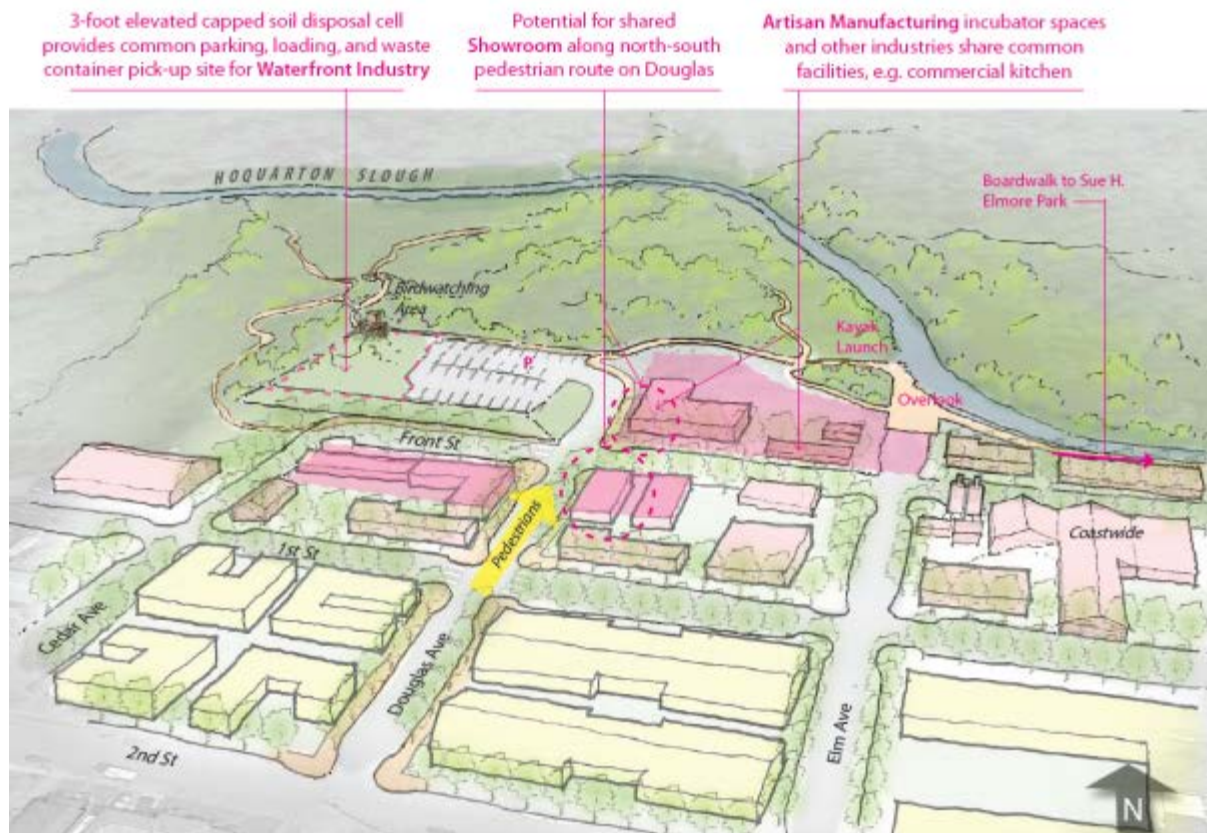 3-foot elevated capped soil disposal cell
provides common parking, loading, and waste
container pick-up site for Waterfront Industry
Potential for shared
Showroom along north-south
pedestrian route on Douglas
Artisan Manufacturing incubator spaces
and other industries share common
facilities, e.g. commercial kitchen
HOQUARTON SLOUGH
Boardwalk to Sue H.
Elmore Park
Birdwatching
Area
P
Kayak
Launch
Overlook
Front St
Pedestrians
1st St
Coastwide
Cedar Ave
Douglas Ave
Elm Ave
2nd St
N